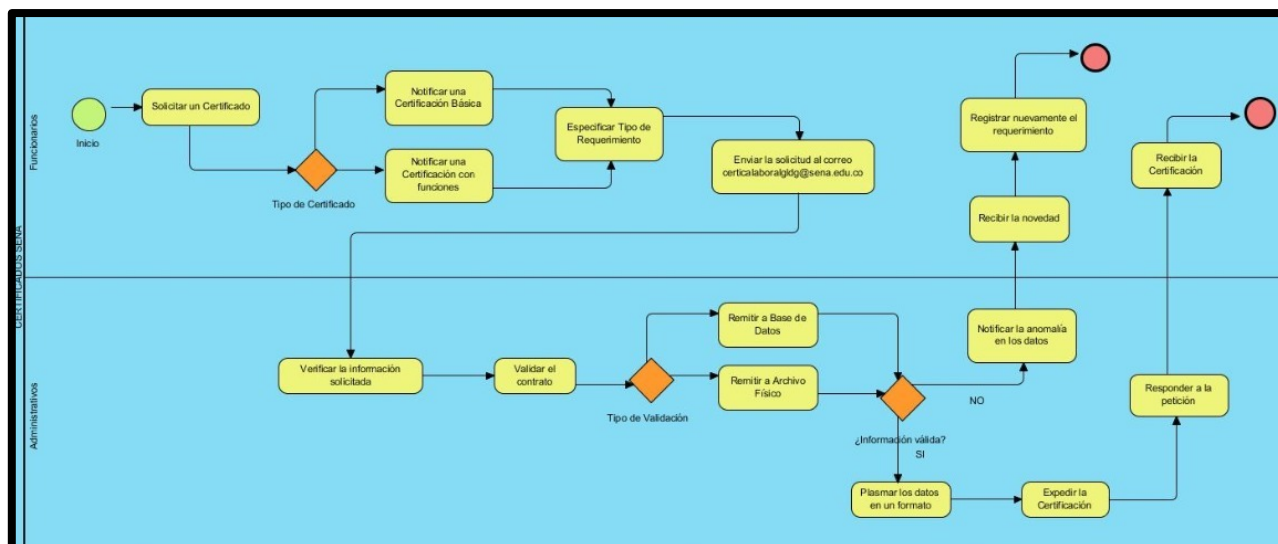 CERTIFICADOS SENA
Funcionarios
Inicio
Solicitar un Certificado
Tipo de Certificado
Notificar una
Certificación Básica
Notificar una
Certificación con
funciones
Especificar Tipo de
Requerimiento
Enviar la solicitud al correo
certicalaboralgldg@sena.edu.co
Registrar nuevamente el
requerimiento
Recibir la novedad
Recibir la
Certificación
Administrativos
Verificar la información
solicitada
Validar el
contrato
Tipo de Validación
Remitir a Base de
Datos
Remitir a Archivo
Físico
¿Información válida?
SI
NO
Notificar la anomalía
en los datos
Plasmar los datos
en un formato
Expedir la
Certificación
Responder a la
petición